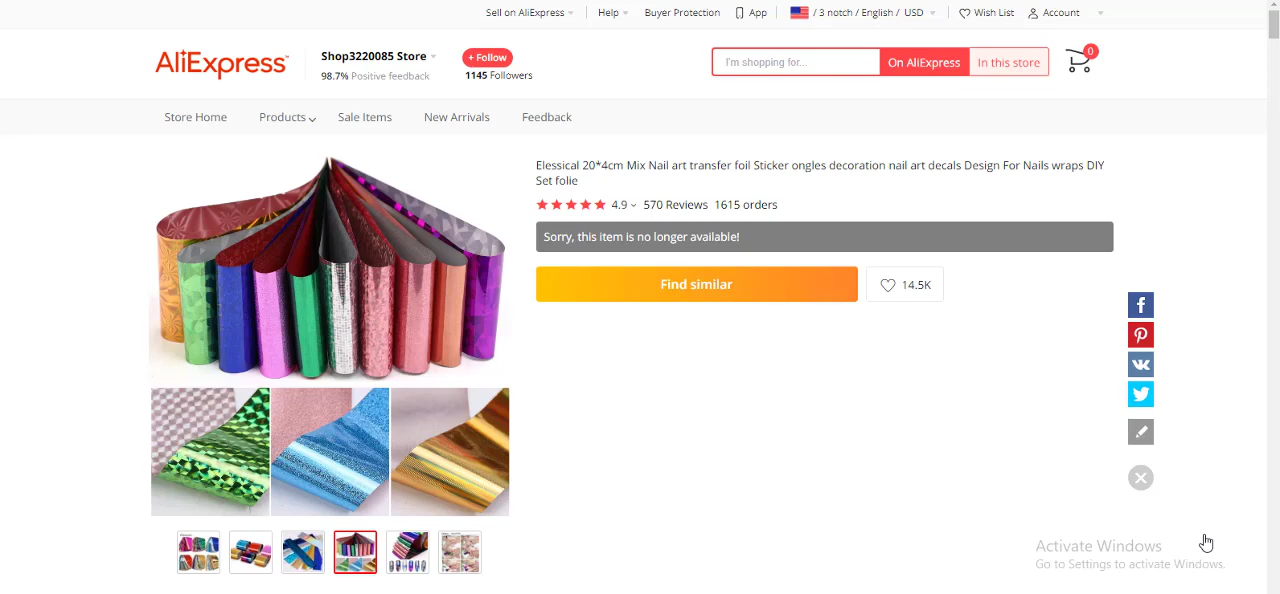 Sell on AliExpress
Help
Buyer Protection
App
/ 3 notch / English / USD
Wish List
Account
AliExpress™
Shop3220085 Store
98.7% Positive feedback
+ Follow
1145 Followers
I'm shopping for...
On AliExpress
In this store
0
Store Home
Products
Sale Items
New Arrivals
Feedback
Elessical 20*4cm Mix Nail art transfer foil Sticker ongles decoration nail art decals Design For Nails wraps DIY
Set folie
4.9
570 Reviews
1615 orders
Sorry, this item is no longer available!
Find similar
14.5K
Activate Windows
Go to Settings to activate Windows.